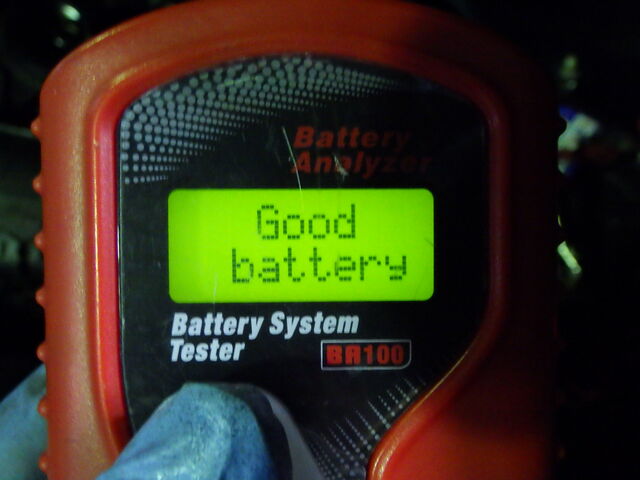 Battery
Analyzer
Good
battery
Battery System
Tester
BA100